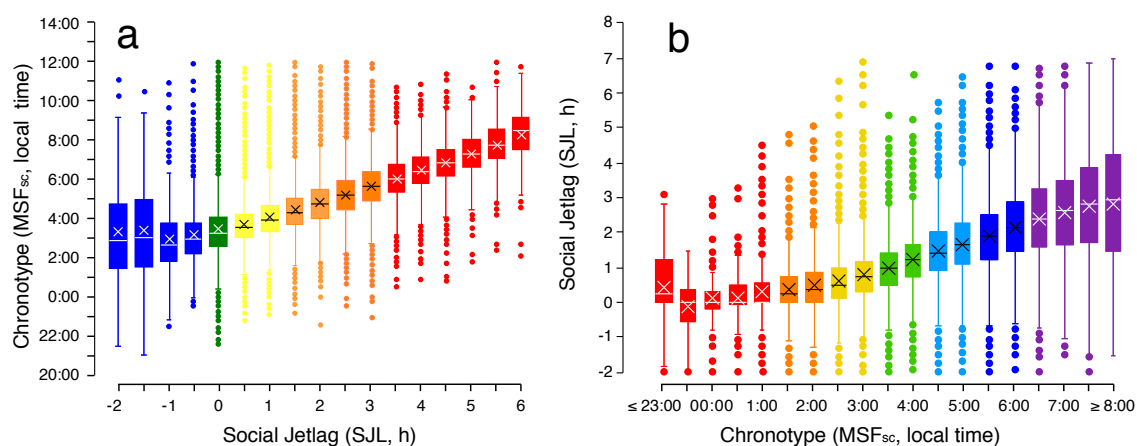 a
14:00
12:00
10:00
8:00
6:00
4:00
2:00
0:00
22:00
20:00
Chronotype (MSFsc, local time)
-2 -1 0 1 2 3 4 5 6
Social Jetlag (SJL, h)
b
8
7
6
5
4
3
2
1
0
-1
-2
Social Jetlag (SJL, h)
≤ 23:00 00:00 1:00 2:00 3:00 4:00 5:00 6:00 7:00 ≥ 8:00
Chronotype (MSFsc, local time)